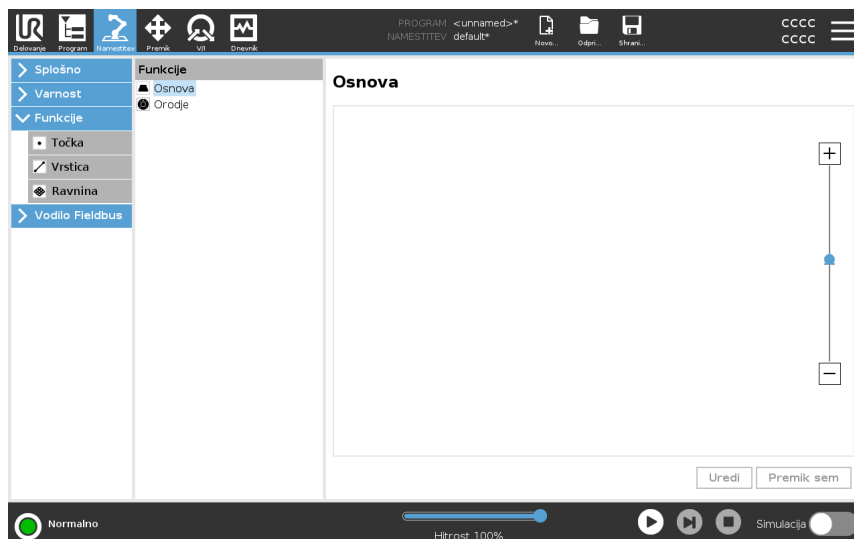 PROGRAM <unnamed>*
NAMESTITEV default*
CCCC
CCCC
Delovanje Program Namestitev Premik V/I Dnevnik Novo... Odpri... Shrani...
Splošno
Varnost
Funkcije
Točka
Vrstica
Ravnina
Vodilo Fieldbus
Funkcije
Osnova
Orodje
Osnova
Uredi Premik sem
Normalno
Hitrost 100%
Simulacija